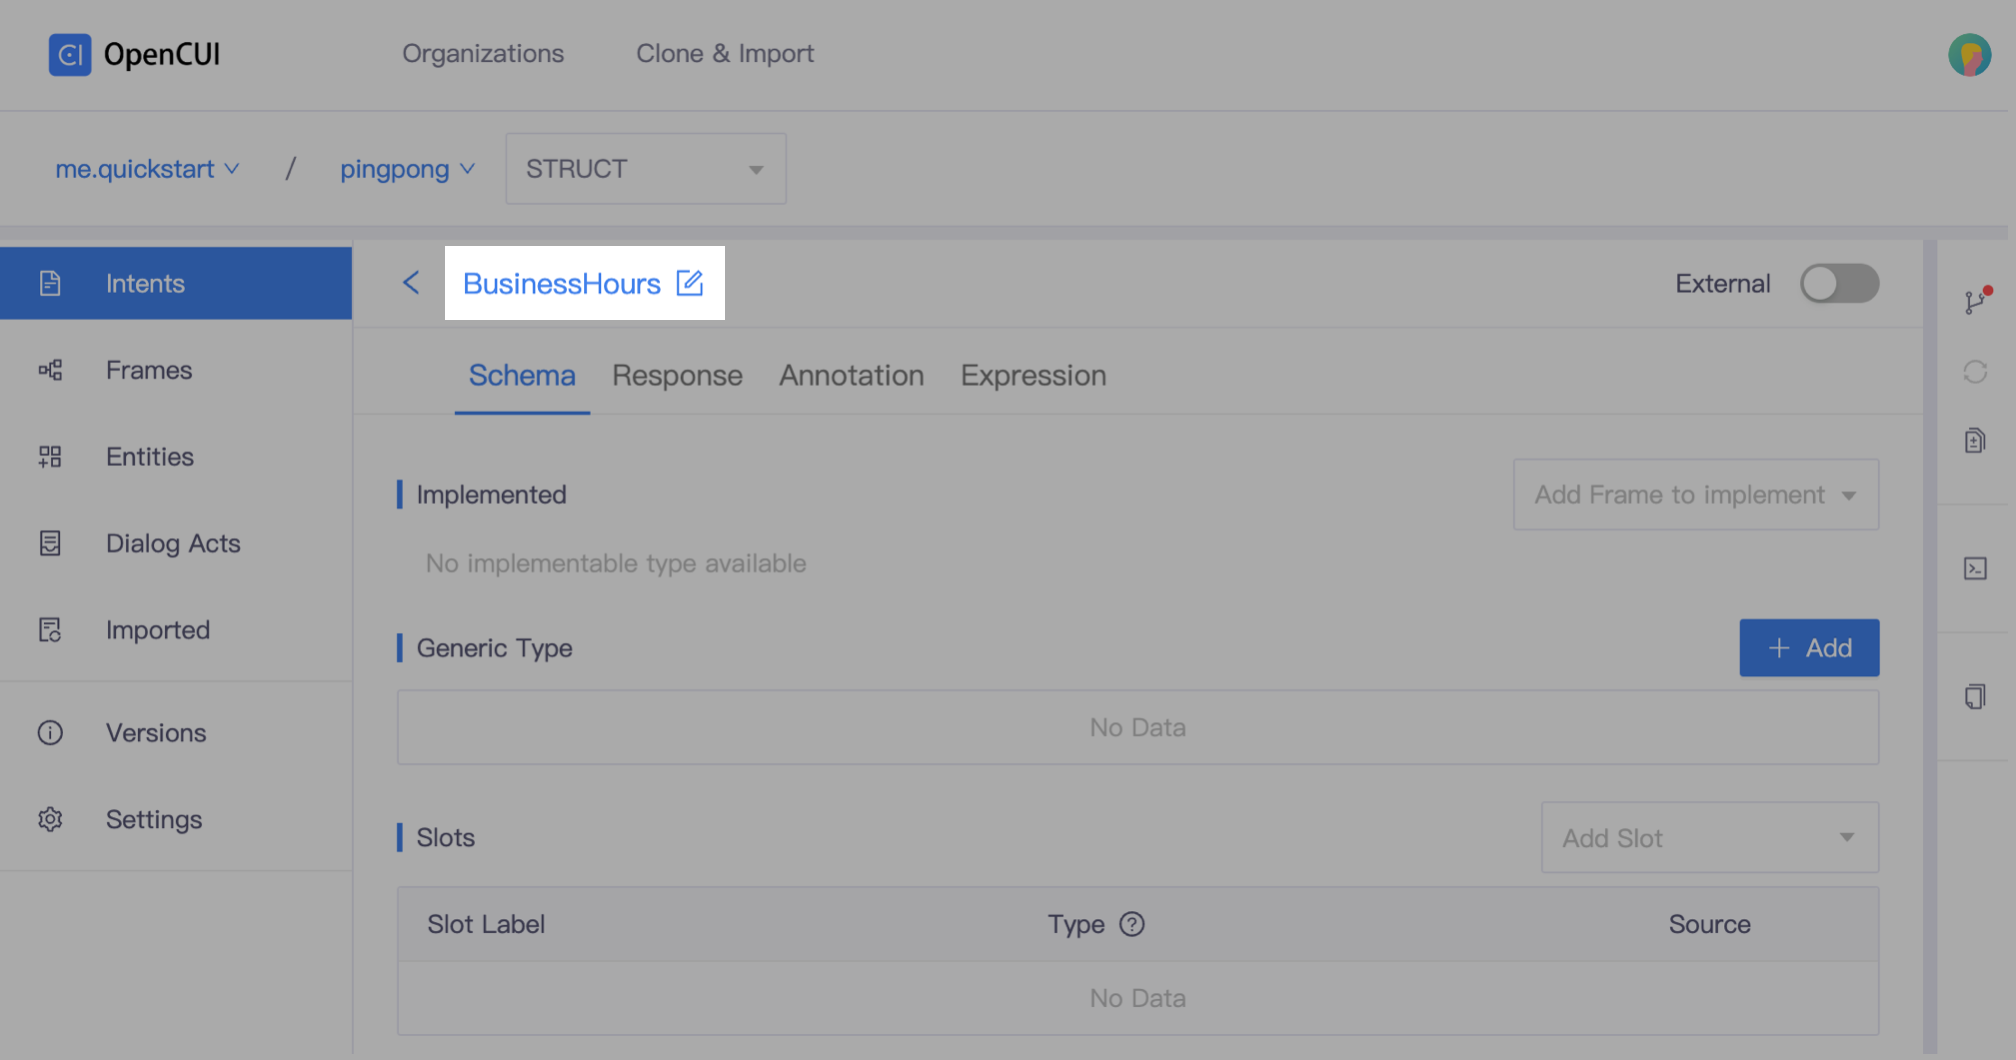 OpenCUI
Organizations
Clone & Import
me.quickstart / pingpong
STRUCT
Intents
Frames
Entities
Dialog Acts
Imported
Versions
Settings
BusinessHours
External
Schema Response Annotation Expression
Implemented
Add Frame to implement
No implementable type available
Generic Type
+ Add
No Data
Slots
Add Slot
Slot Label Type ? Source
No Data